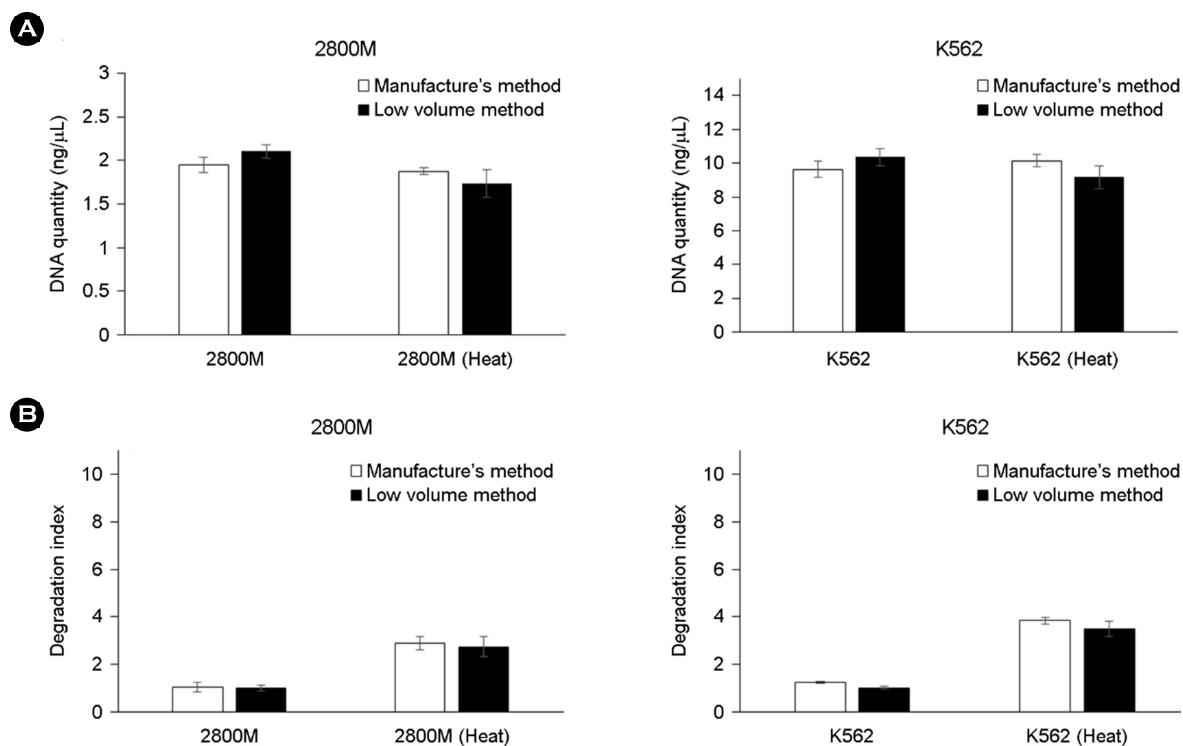 A
2800M
Manufacture's method
Low volume method
DNA quantity (ng/μL)
3
2.5
2
1.5
1
0.5
0
2800M
2800M (Heat)
K562
Manufacture's method
Low volume method
DNA quantity (ng/μL)
14
12
10
8
6
4
2
0
K562
K562 (Heat)
B
2800M
Manufacture's method
Low volume method
Degradation index
10
8
6
4
2
0
2800M
2800M (Heat)
K562
Manufacture's method
Low volume method
Degradation index
10
8
6
4
2
0
K562
K562 (Heat)